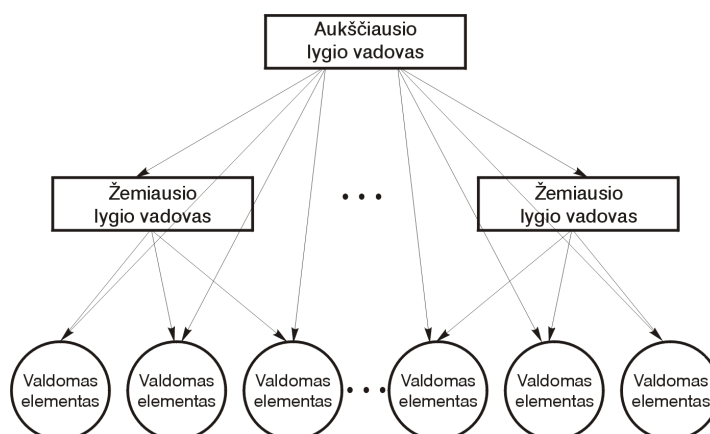 Aukščiausio
lygio vadovas
Žemiausio
lygio vadovas
Žemiausio
lygio vadovas
Valdomas
elementas
Valdomas
elementas
Valdomas
elementas
Valdomas
elementas
Valdomas
elementas
Valdomas
elementas